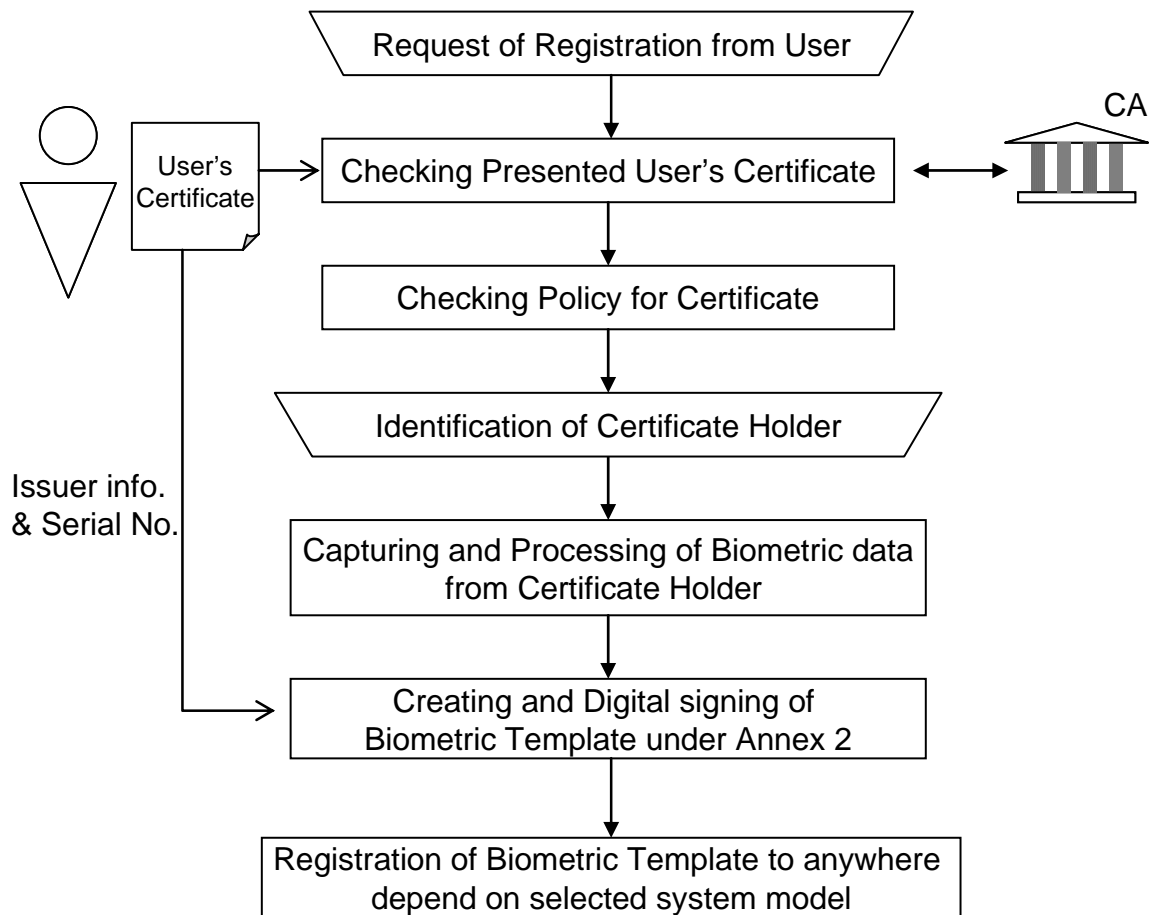 Request of Registration from User
CA
User’s
Certificate
Checking Presented User’s Certificate
Checking Policy for Certificate
Identification of Certificate Holder
Issuer info.
& Serial No.
Capturing and Processing of Biometric data
from Certificate Holder
Creating and Digital signing of
Biometric Template under Annex 2
Registration of Biometric Template to anywhere
depend on selected system model